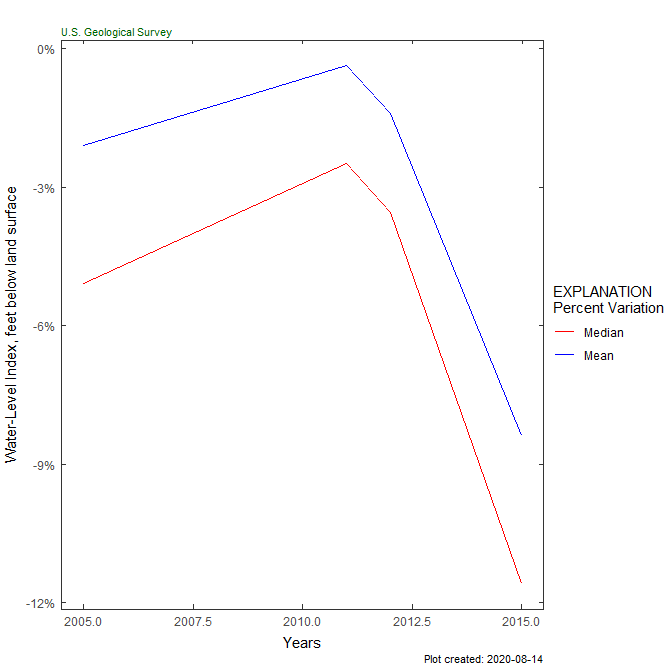 U.S. Geological Survey
0%
-3%
-6%
-9%
-12%
Water-Level Index, feet below land surface
2005.0
2007.5
2010.0
2012.5
2015.0
Years
EXPLANATION
Percent Variation
Median
Mean
Plot created: 2020-08-14